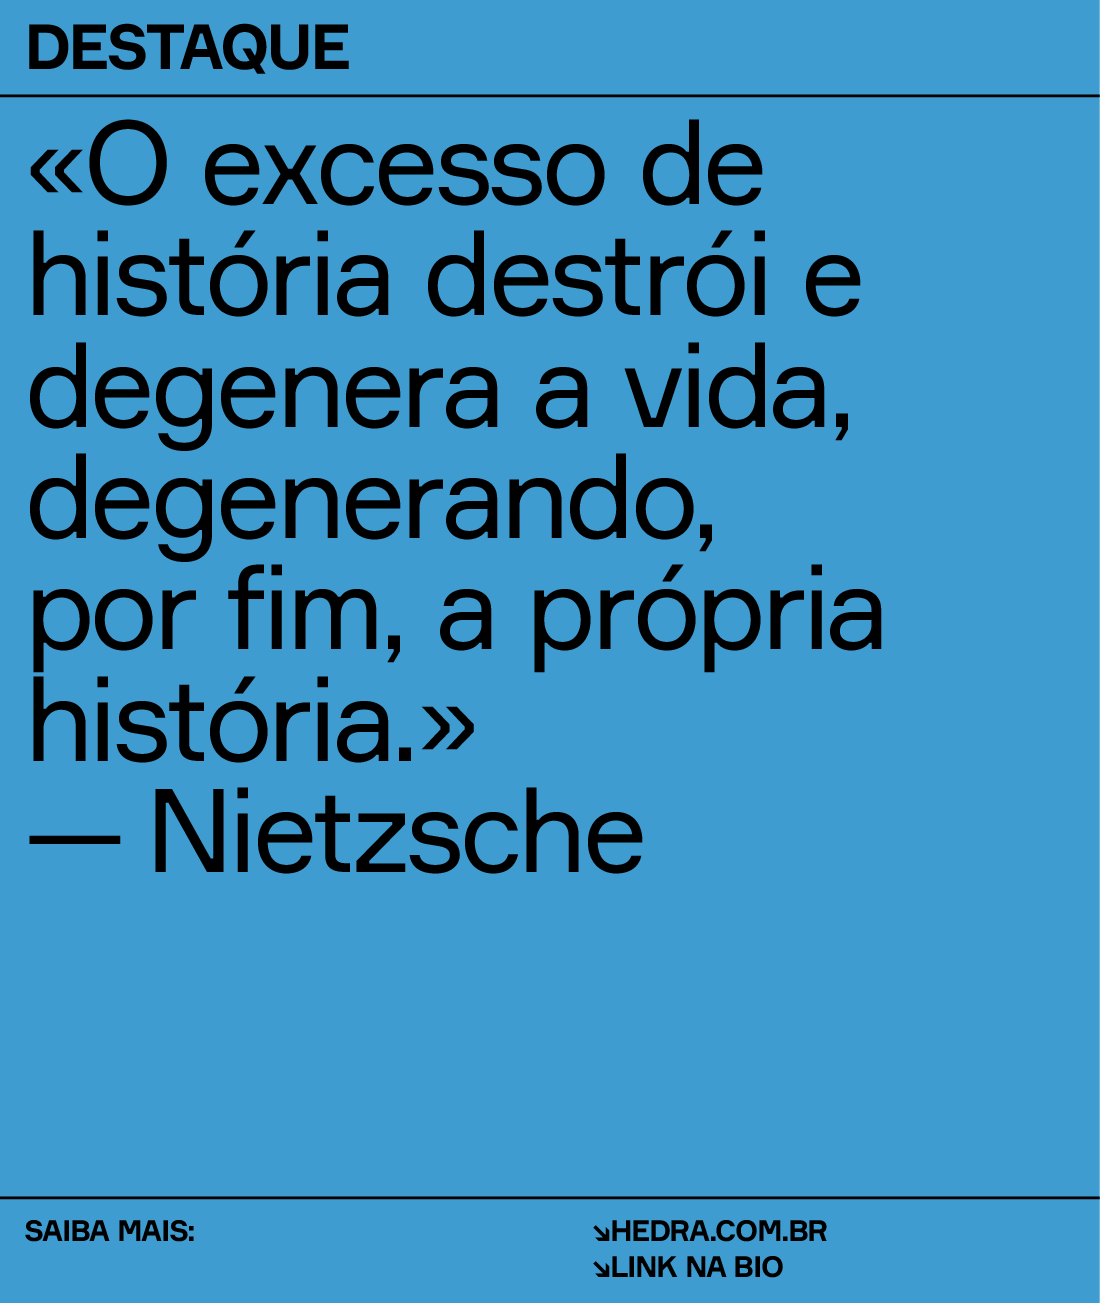 DESTAQUE
«O excesso de
história destrói e
degenera a vida,
degenerando,
por fim, a própria
história.»
— Nietzsche
SAIBA MAIS:
↘HEDRA.COM.BR
↘LINK NA BIO